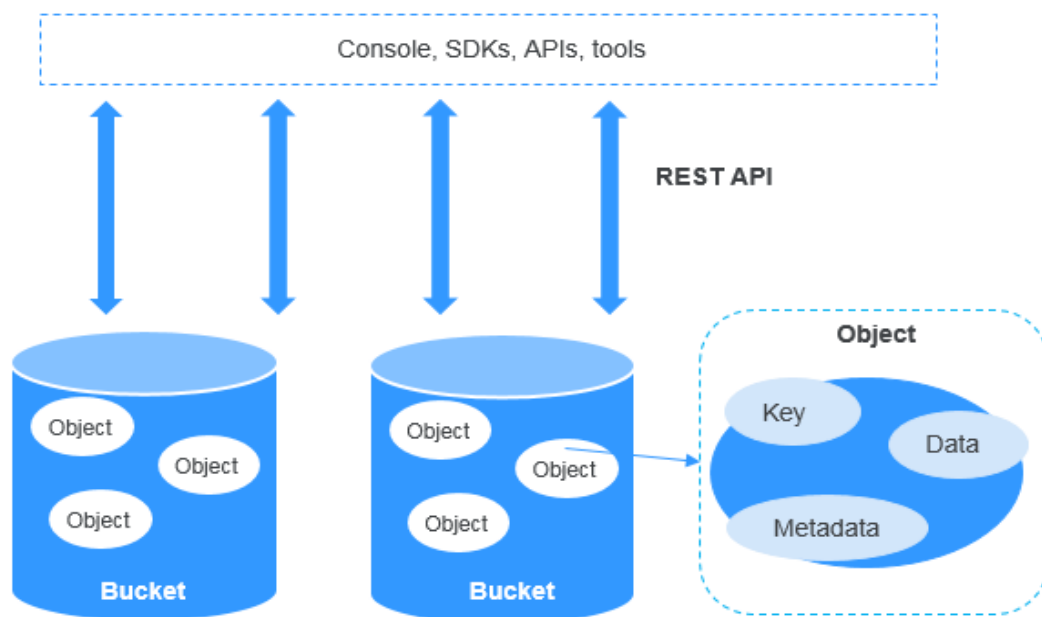 Console, SDKs, APIs, tools
REST API
Object
Object
Object
Bucket
Object
Object
Object
Bucket
Object
Key
Data
Metadata